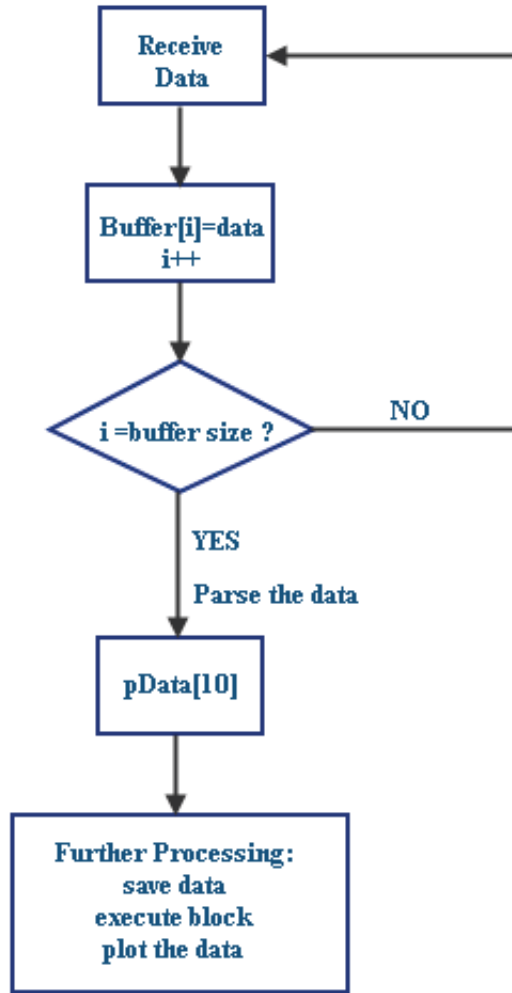 Receive
Data
Buffer[i]=data
i++
i =buffer size ?
NO
YES
Parse the data
pData[10]
Further Processing:
save data
execute block
plot the data